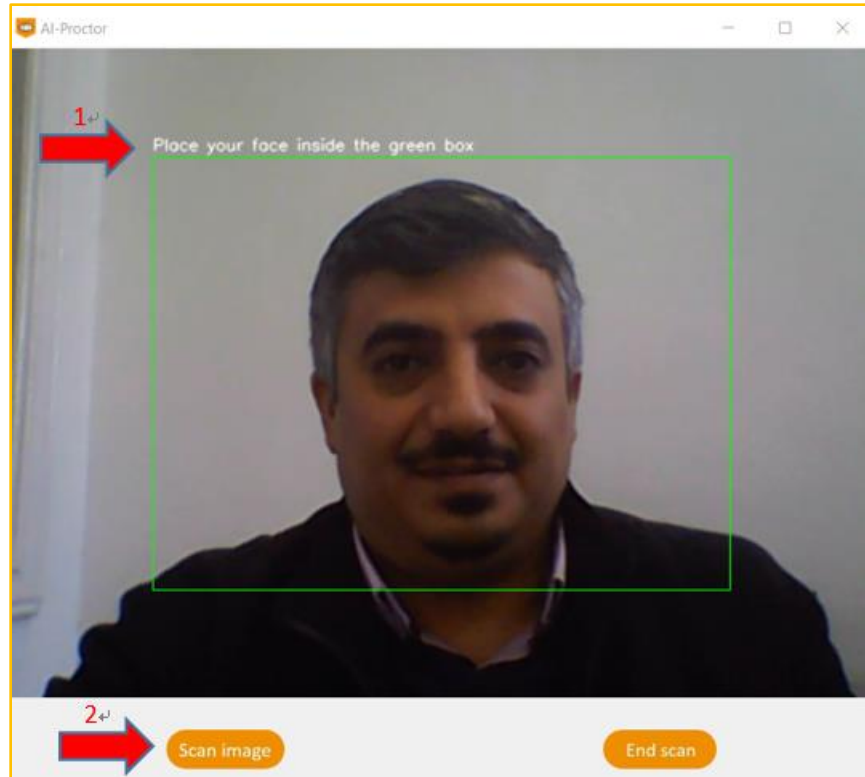 AI-Proctor
1
Place your face inside the green box
2
Scan image
End scan